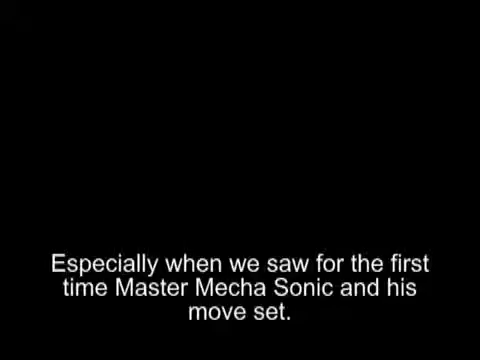 Especially when we saw for the first
time Master Mecha Sonic and his
move set.